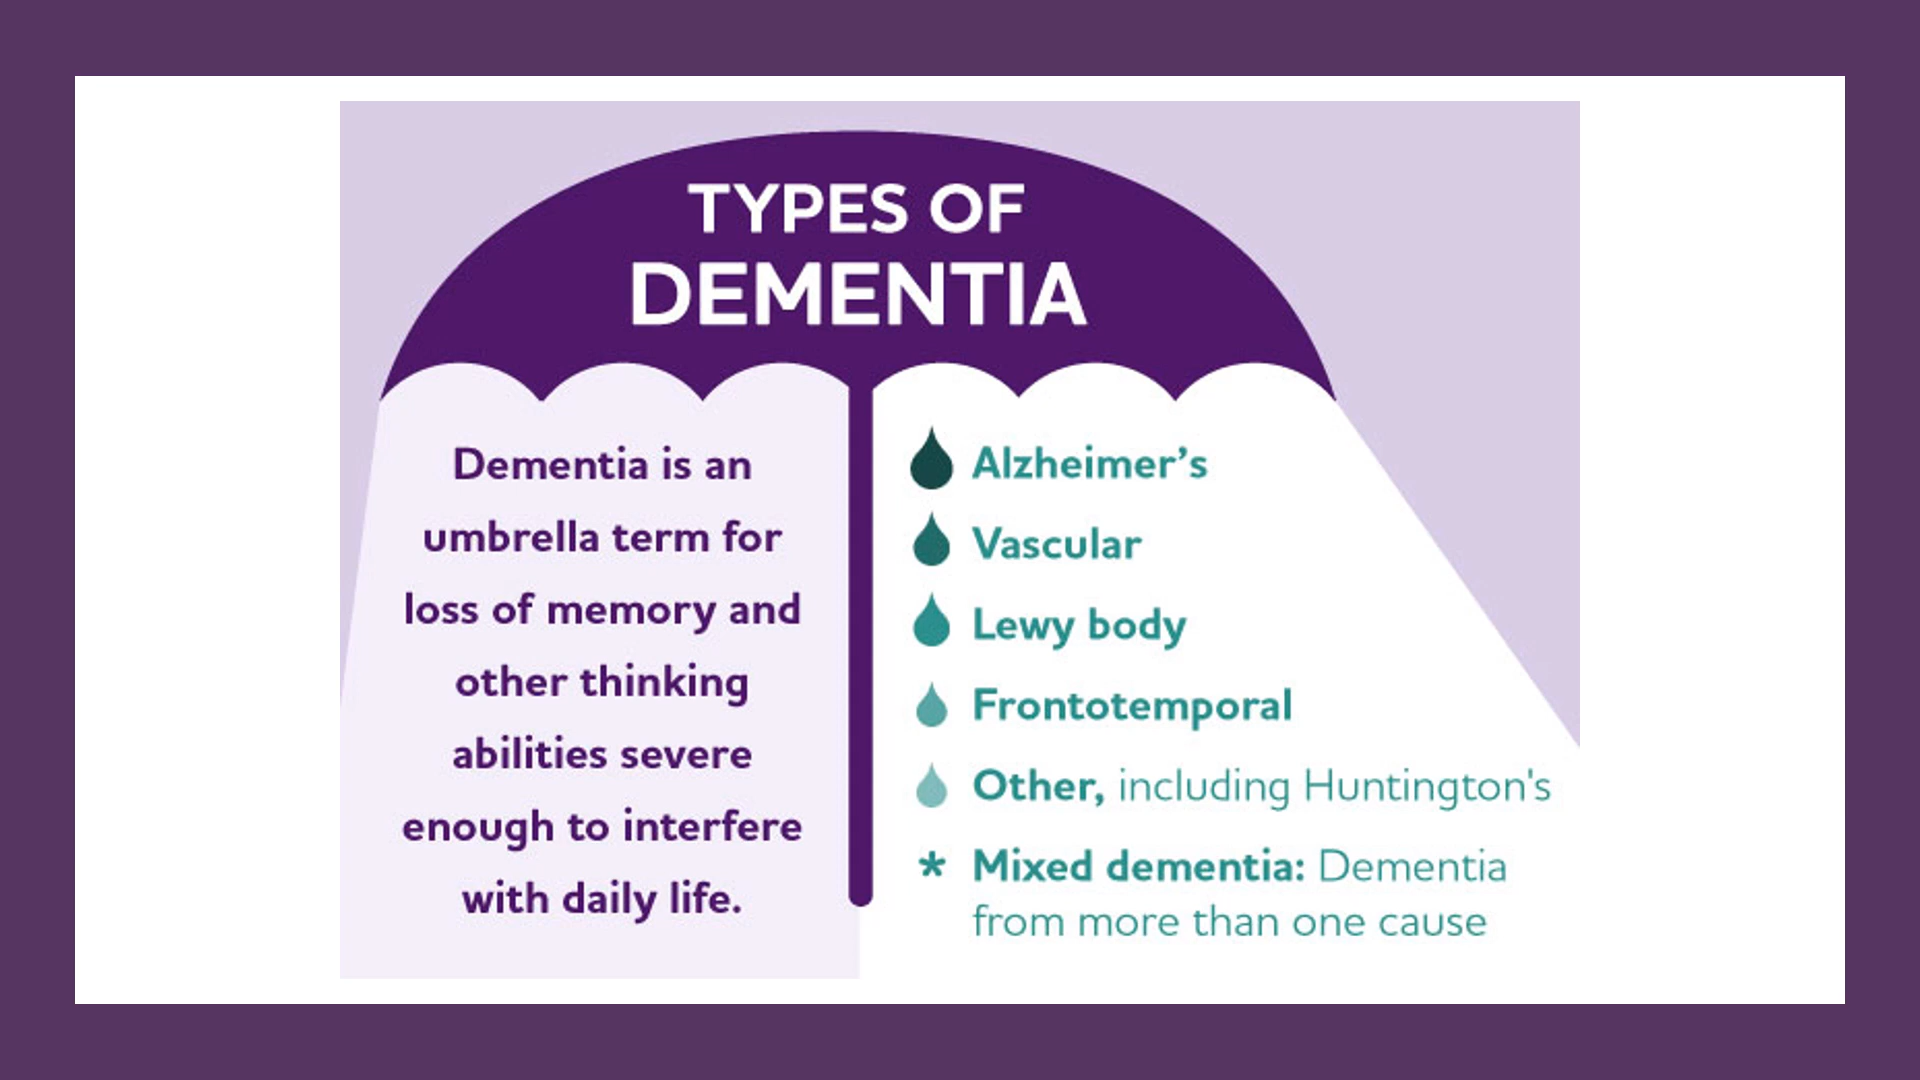 TYPES OF
DEMENTIA
Dementia is an
umbrella term for
loss of memory and
other thinking
abilities severe
enough to interfere
with daily life.
Alzheimer’s
Vascular
Lewy body
Frontotemporal
Other, including Huntington's
* Mixed dementia: Dementia
from more than one cause